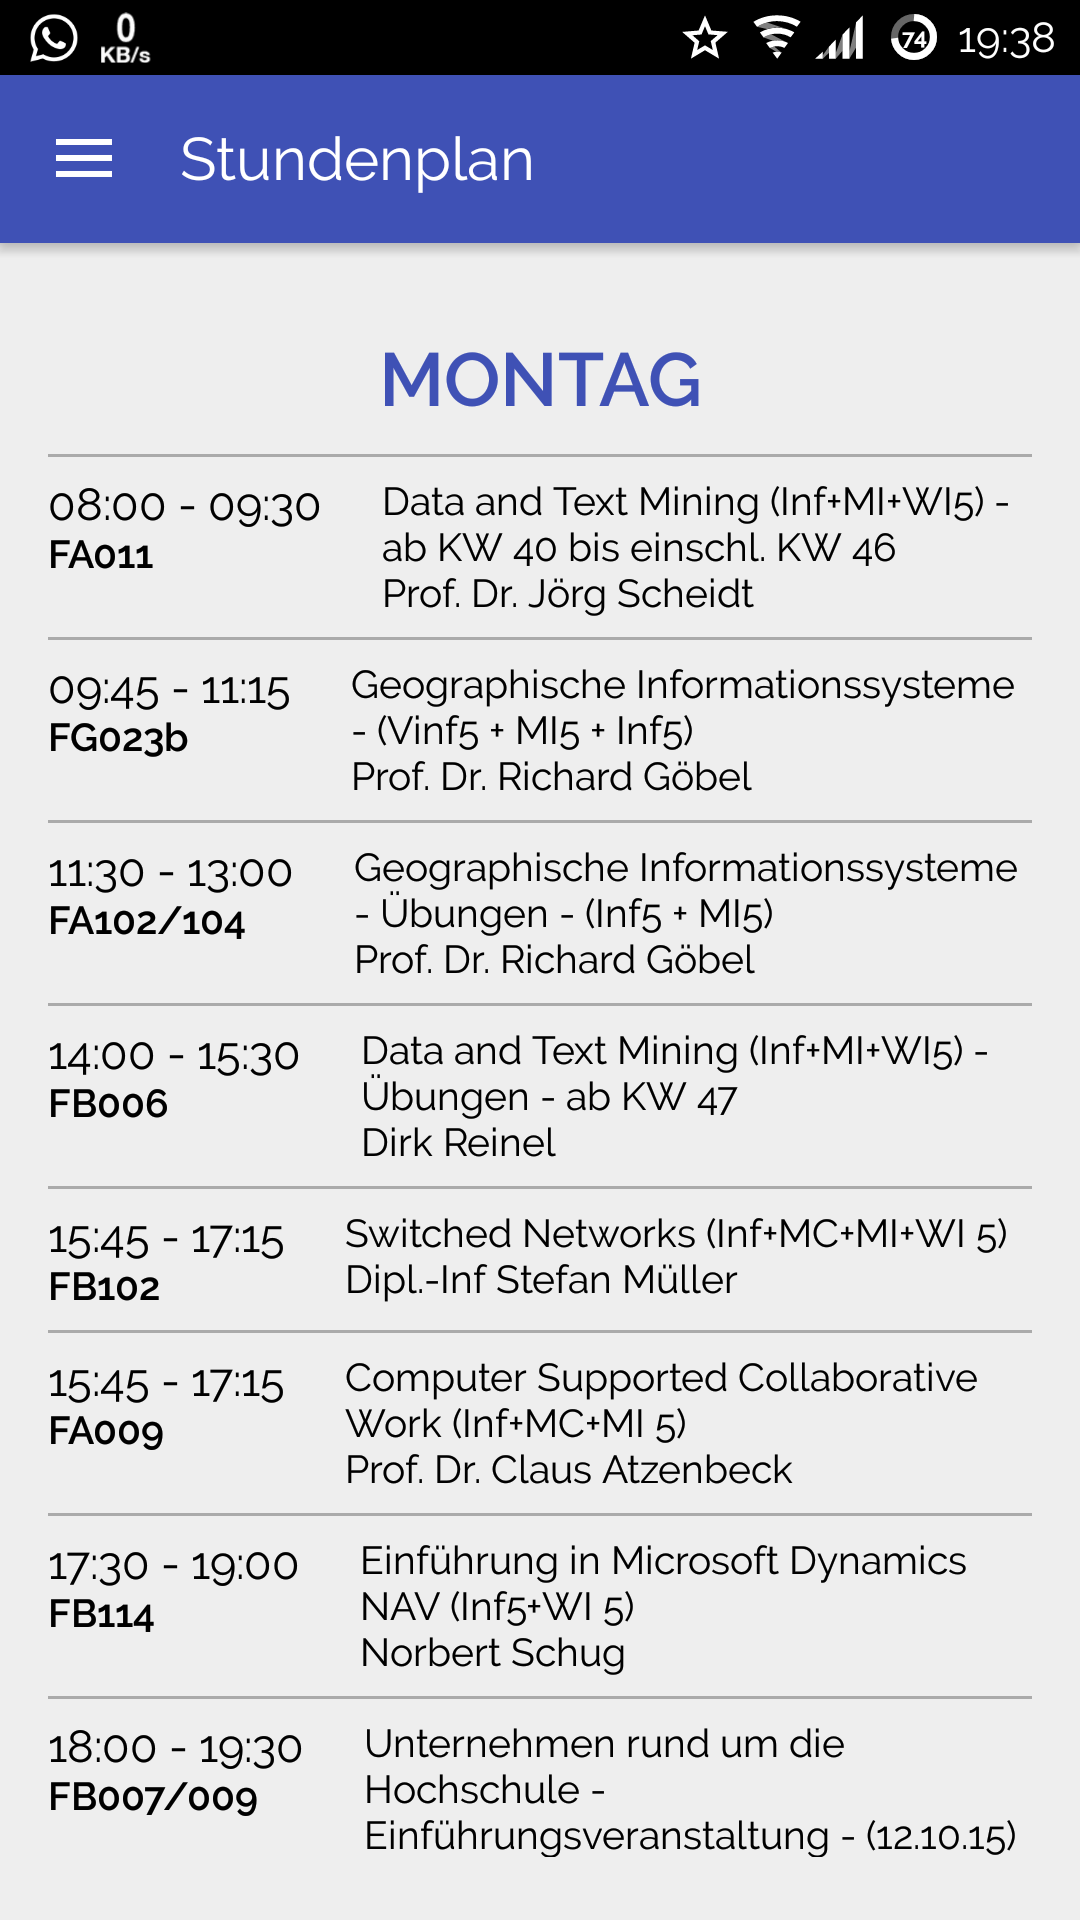 0
KB/s
74
19:38
Stundenplan
MONTAG
08:00 - 09:30
FA011
Data and Text Mining (Inf+MI+WI5) -
ab KW 40 bis einschl. KW 46
Prof. Dr. Jörg Scheidt
09:45 - 11:15
FG023b
Geographische Informationssysteme
- (Vinf5 + MI5 + Inf5)
Prof. Dr. Richard Göbel
11:30 - 13:00
FA102/104
Geographische Informationssysteme
- Übungen - (Inf5 + MI5)
Prof. Dr. Richard Göbel
14:00 - 15:30
FB006
Data and Text Mining (Inf+MI+WI5) -
Übungen - ab KW 47
Dirk Reinel
15:45 - 17:15
FB102
Switched Networks (Inf+MC+MI+WI 5)
Dipl.-Inf Stefan Müller
15:45 - 17:15
FA009
Computer Supported Collaborative
Work (Inf+MC+MI 5)
Prof. Dr. Claus Atzenbeck
17:30 - 19:00
FB114
Einführung in Microsoft Dynamics
NAV (Inf5+WI 5)
Norbert Schug
18:00 - 19:30
FB007/009
Unternehmen rund um die
Hochschule -
Einführungsveranstaltung - (12.10.15)